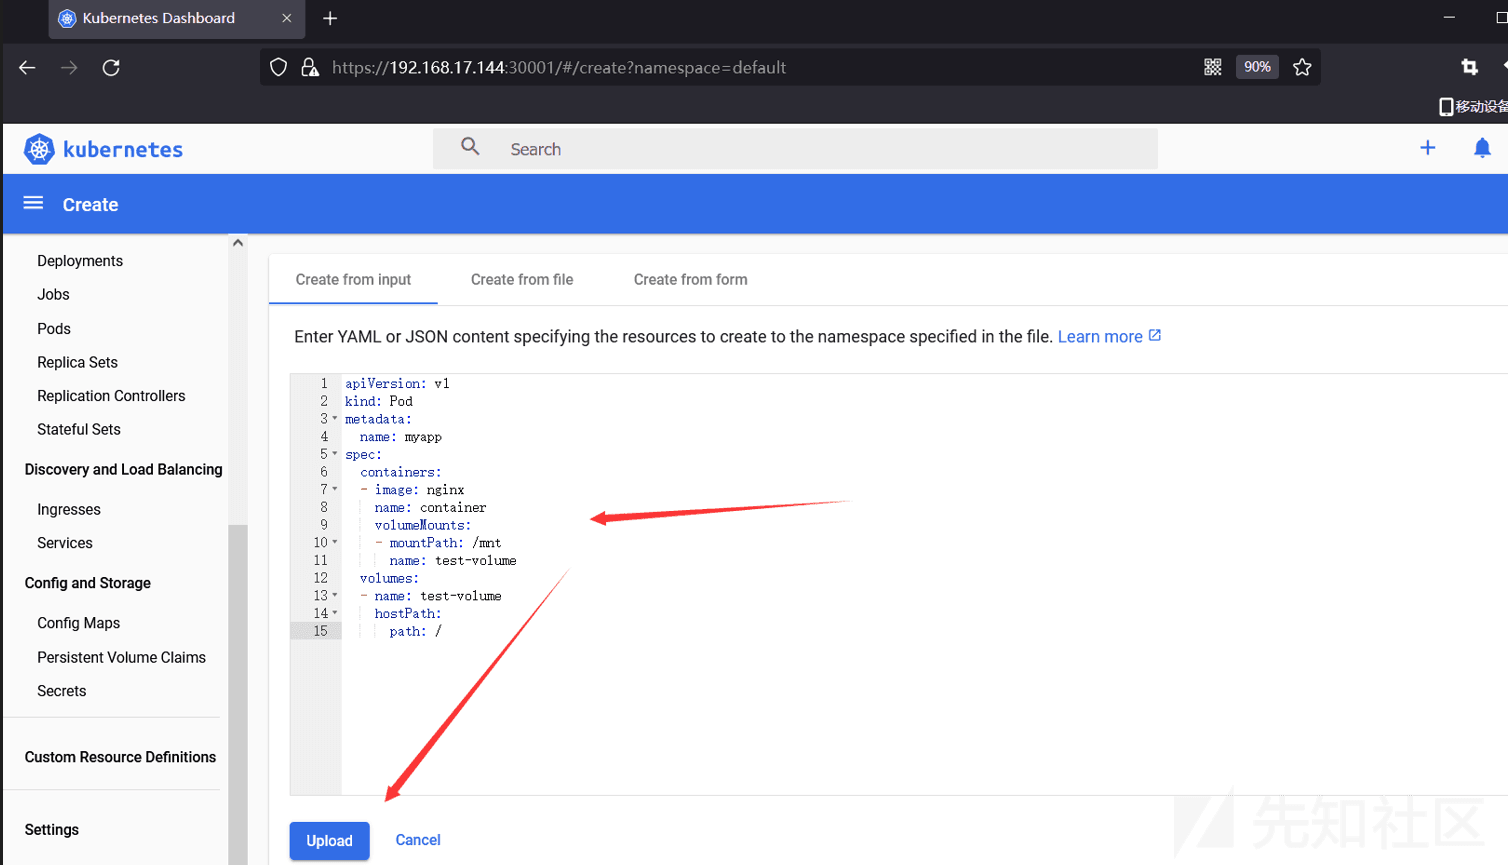 Kubernetes Dashboard
https://192.168.17.144:30001/#/create?namespace=default
90%
移动设备
kubernetes
Search
Create
Deployments
Jobs
Pods
Replica Sets
Replication Controllers
Stateful Sets
Discovery and Load Balancing
Ingresses
Services
Config and Storage
Config Maps
Persistent Volume Claims
Secrets
Custom Resource Definitions
Settings
Create from input
Create from file
Create from form
Enter YAML or JSON content specifying the resources to create to the namespace specified in the file. Learn more
1 apiVersion: v1
2 kind: Pod
3 metadata:
4   name: myapp
5 spec:
6   containers:
7   - image: nginx
8     name: container
9     volumeMounts:
10     - mountPath: /mnt
11       name: test-volume
12   volumes:
13   - name: test-volume
14     hostPath:
15       path: /
Upload
Cancel
先知社区